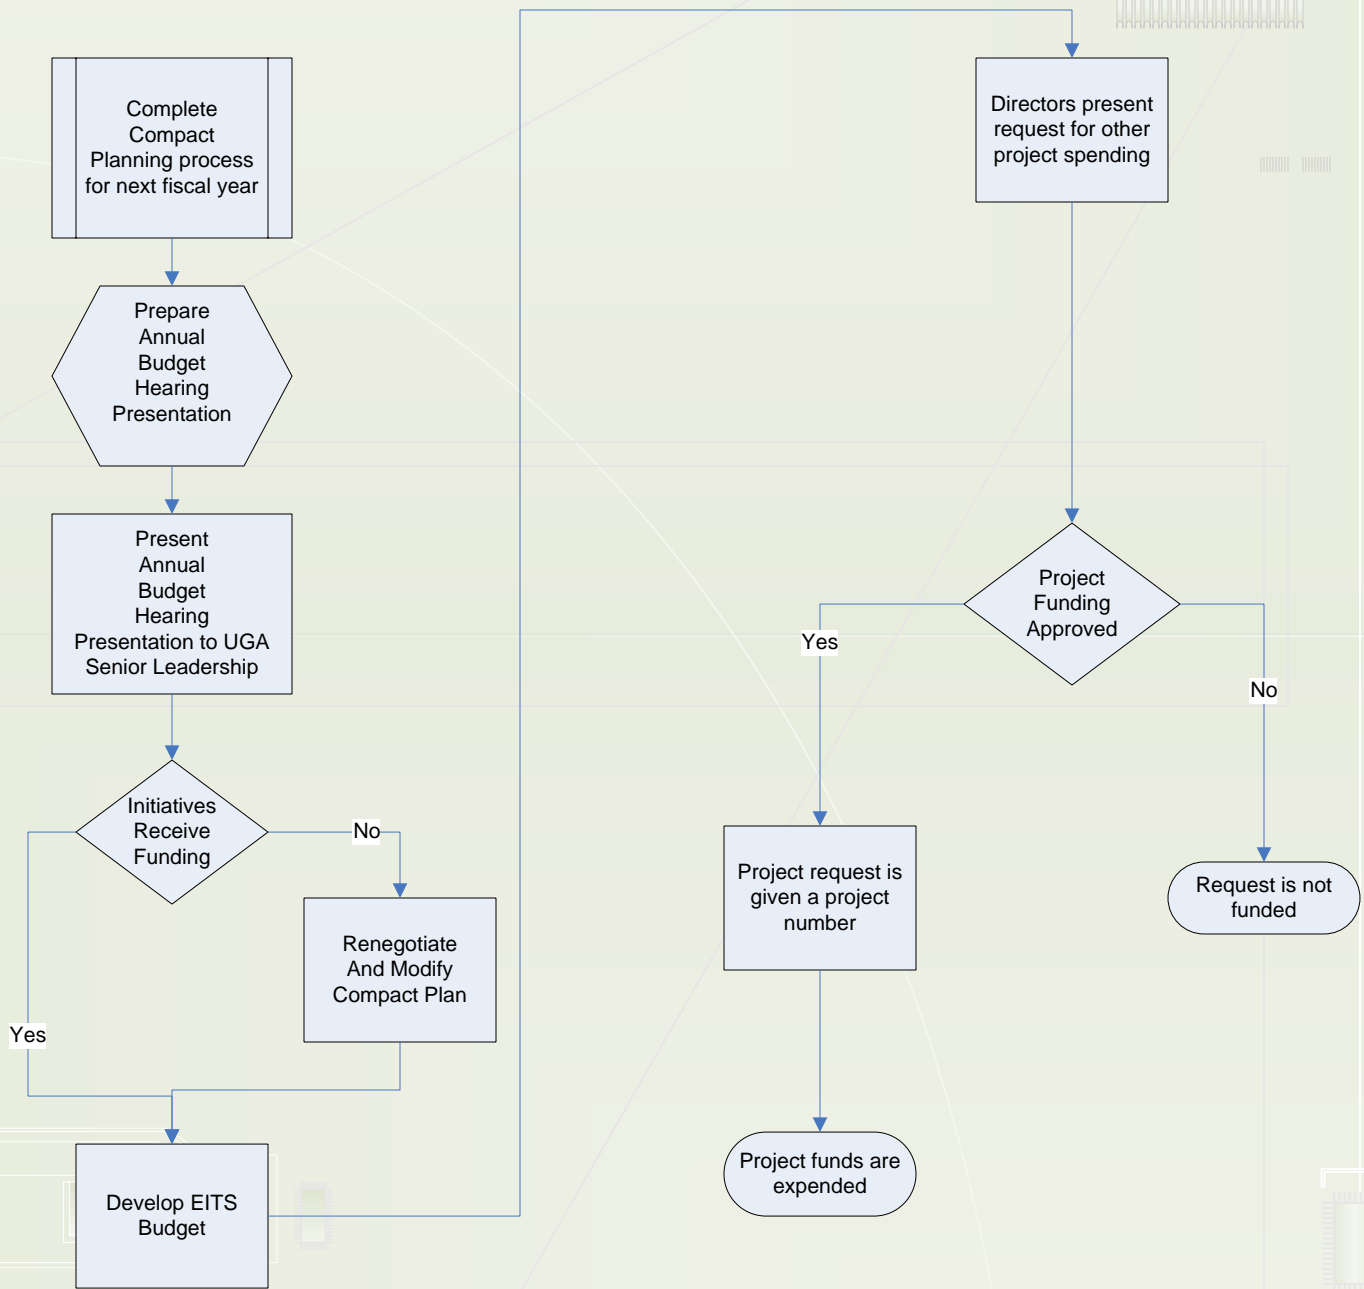 Complete
Compact
Planning process
for next fiscal year
Prepare
Annual
Budget
Hearing
Presentation
Present
Annual
Budget
Hearing
Presentation to UGA
Senior Leadership
Initiatives
Receive
Funding
No
Yes
Renegotiate
And Modify
Compact Plan
Develop EITS
Budget
Directors present
request for other
project spending
Project
Funding
Approved
Yes
No
Project request is
given a project
number
Request is not
funded
Project funds are
expended